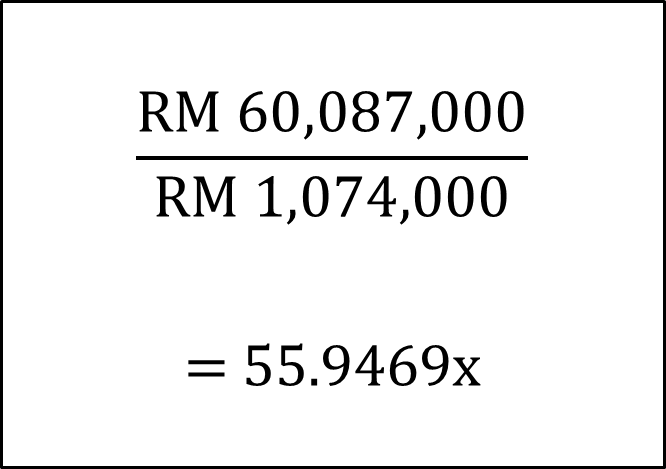 RM 60,087,000
RM 1,074,000
= 55.9469x